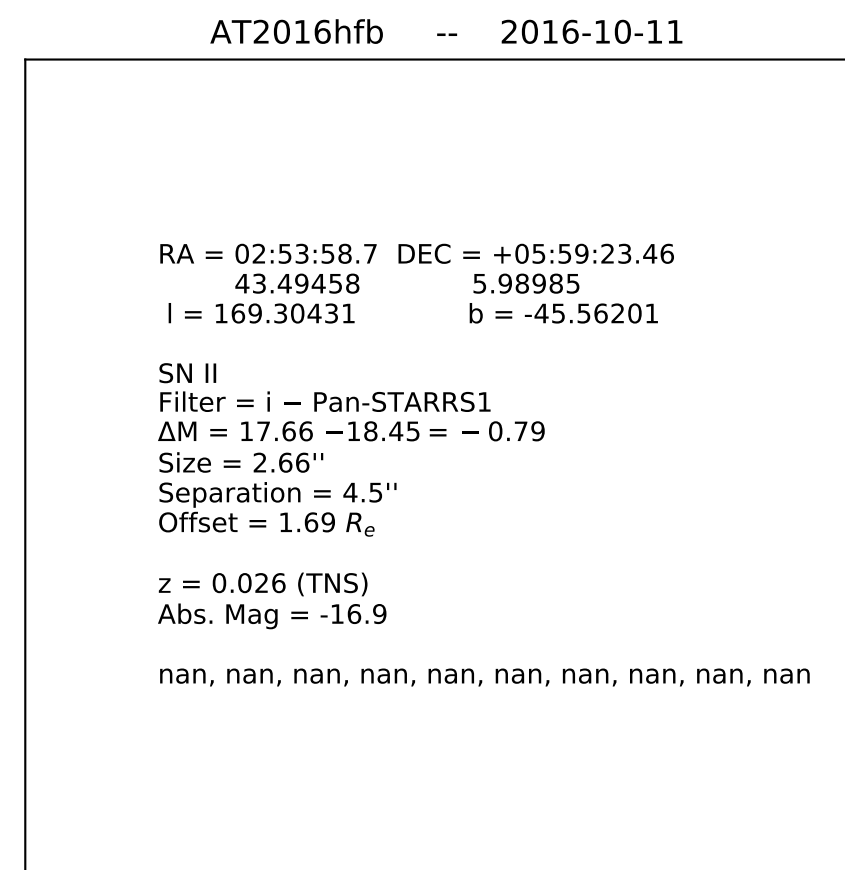 AT2016hfb -- 2016-10-11
RA = 02:53:58.7 DEC = +05:59:23.46
43.49458 5.98985
l = 169.30431 b = -45.56201
SN II
Filter = i − Pan-STARRS1
ΔM = 17.66 −18.45 = − 0.79
Size = 2.66''
Separation = 4.5''
Offset = 1.69 Rₑ
z = 0.026 (TNS)
Abs. Mag = -16.9
nan, nan, nan, nan, nan, nan, nan, nan, nan, nan